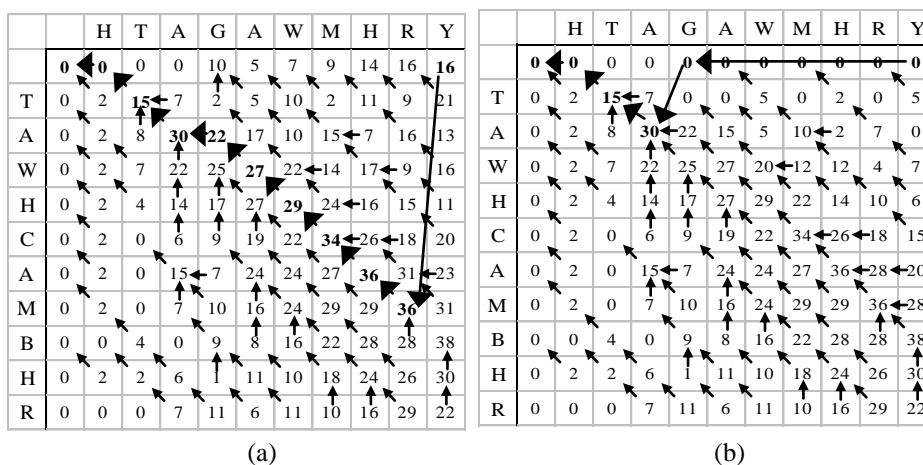 H T A G A W M H R Y
0 0 0 0 10 5 7 9 14 16 16
T 0 2 15 7 2 5 10 2 11 9 21
A 0 2 8 30 22 17 10 15 7 16 13
W 0 2 7 22 25 27 22 14 17 9 16
H 0 2 4 14 17 27 29 24 16 15 11
C 0 2 0 6 9 19 22 34 26 18 20
A 0 2 0 15 7 24 24 27 36 31 23
M 0 2 0 7 10 16 24 29 29 36 31
B 0 0 4 0 9 8 16 22 28 28 38
H 0 2 2 6 1 11 10 18 24 26 30
R 0 0 0 7 11 6 11 10 16 29 22
(a)
H T A G A W M H R Y
0 0 0 0 0 0 0 0 0 0 0
T 0 2 15 7 0 0 5 0 2 0 5
A 0 2 8 30 22 15 5 10 2 7 0
W 0 2 7 22 25 27 20 12 12 4 7
H 0 2 4 14 17 27 29 22 14 10 6
C 0 2 0 6 9 19 22 34 26 18 15
A 0 2 0 15 7 24 24 27 36 28 20
M 0 2 0 7 10 16 24 29 29 36 28
B 0 0 4 0 9 8 16 22 28 28 38
H 0 2 2 6 1 11 10 18 24 26 30
R 0 0 0 7 11 6 11 10 16 29 22
(b)